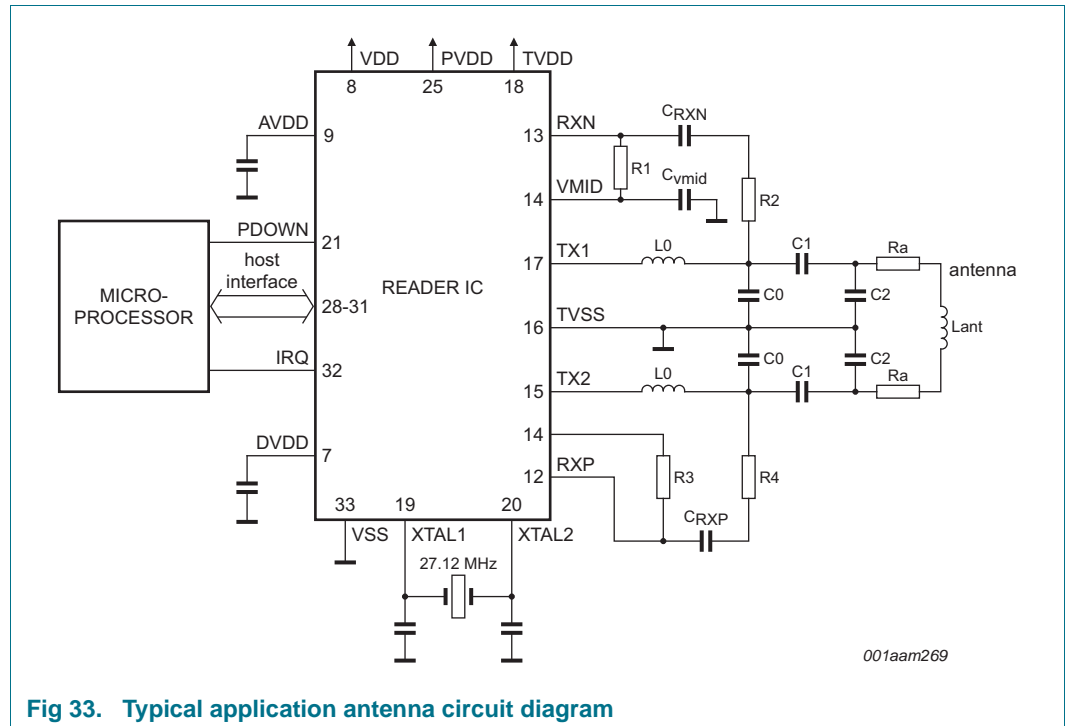 VDD PVDD TVDD
8 25 18
AVDD 9
13 RXN
CRXN
R1
14 VMID
Cvmid
R2
PDOWN 21
host
interface
28-31
MICRO-
PROCESSOR
READER IC
IRQ 32
17 TX1
L0
C1
Ra
antenna
C0
C2
16 TVSS
Lant
C0
C2
15 TX2
L0
C1
Ra
14
12 RXP
R3
R4
CRXP
DVDD 7
33 19 20
VSS XTAL1 XTAL2
27.12 MHz
001aam269
Fig 33. Typical application antenna circuit diagram